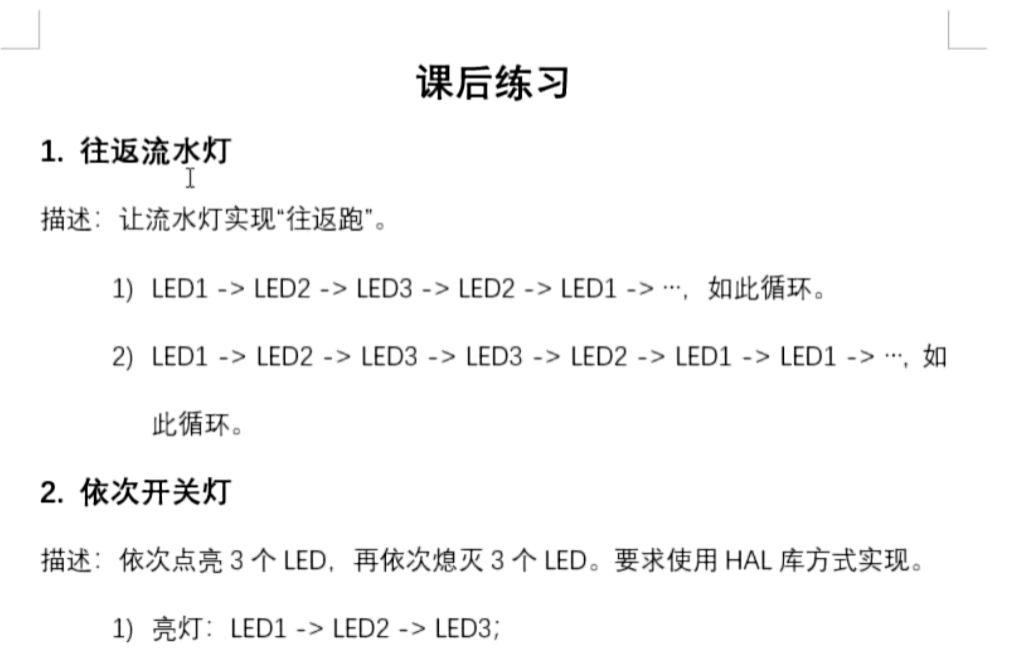 课后练习
1. 往返流水灯
描述：让流水灯实现“往返跑”。
1) LED1 -> LED2 -> LED3 -> LED2 -> LED1 -> ···，如此循环。
2) LED1 -> LED2 -> LED3 -> LED3 -> LED2 -> LED1 -> LED1 -> ···，如
此循环。
2. 依次开关灯
描述：依次点亮 3 个 LED，再依次熄灭 3 个 LED。要求使用 HAL 库方式实现。
1) 亮灯：LED1 -> LED2 -> LED3;